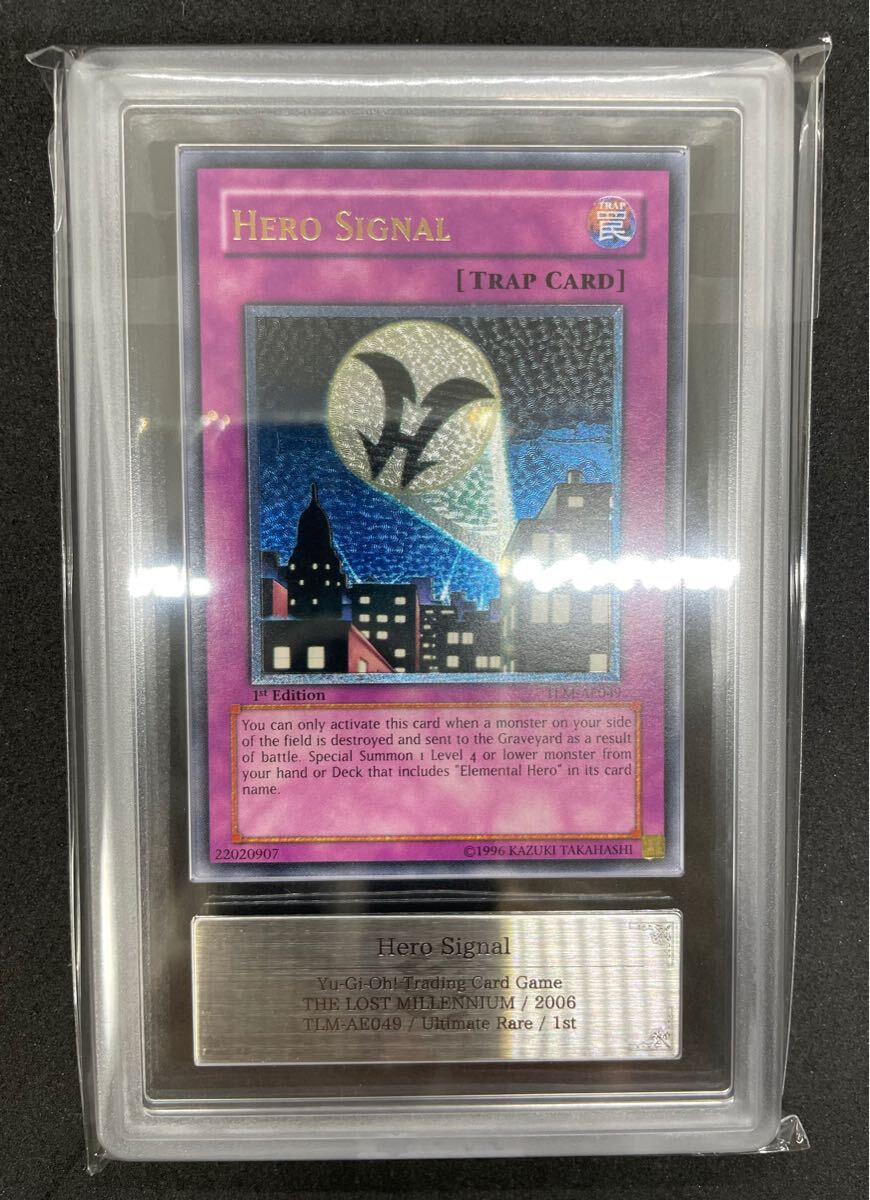 HERO SIGNAL
TRAP
罠
[TRAP CARD]
H
1st Edition
TLM-AE049
You can only activate this card when a monster on your side
of the field is destroyed and sent to the Graveyard as a result
of battle. Special Summon 1 Level 4 or lower monster from
your hand or Deck that includes "Elemental Hero" in its card
name.
22020907
©1996 KAZUKI TAKAHASHI
Hero Signal
Yu-Gi-Oh! Trading Card Game
THE LOST MILLENNIUM / 2006
TLM-AE049 / Ultimate Rare / 1st